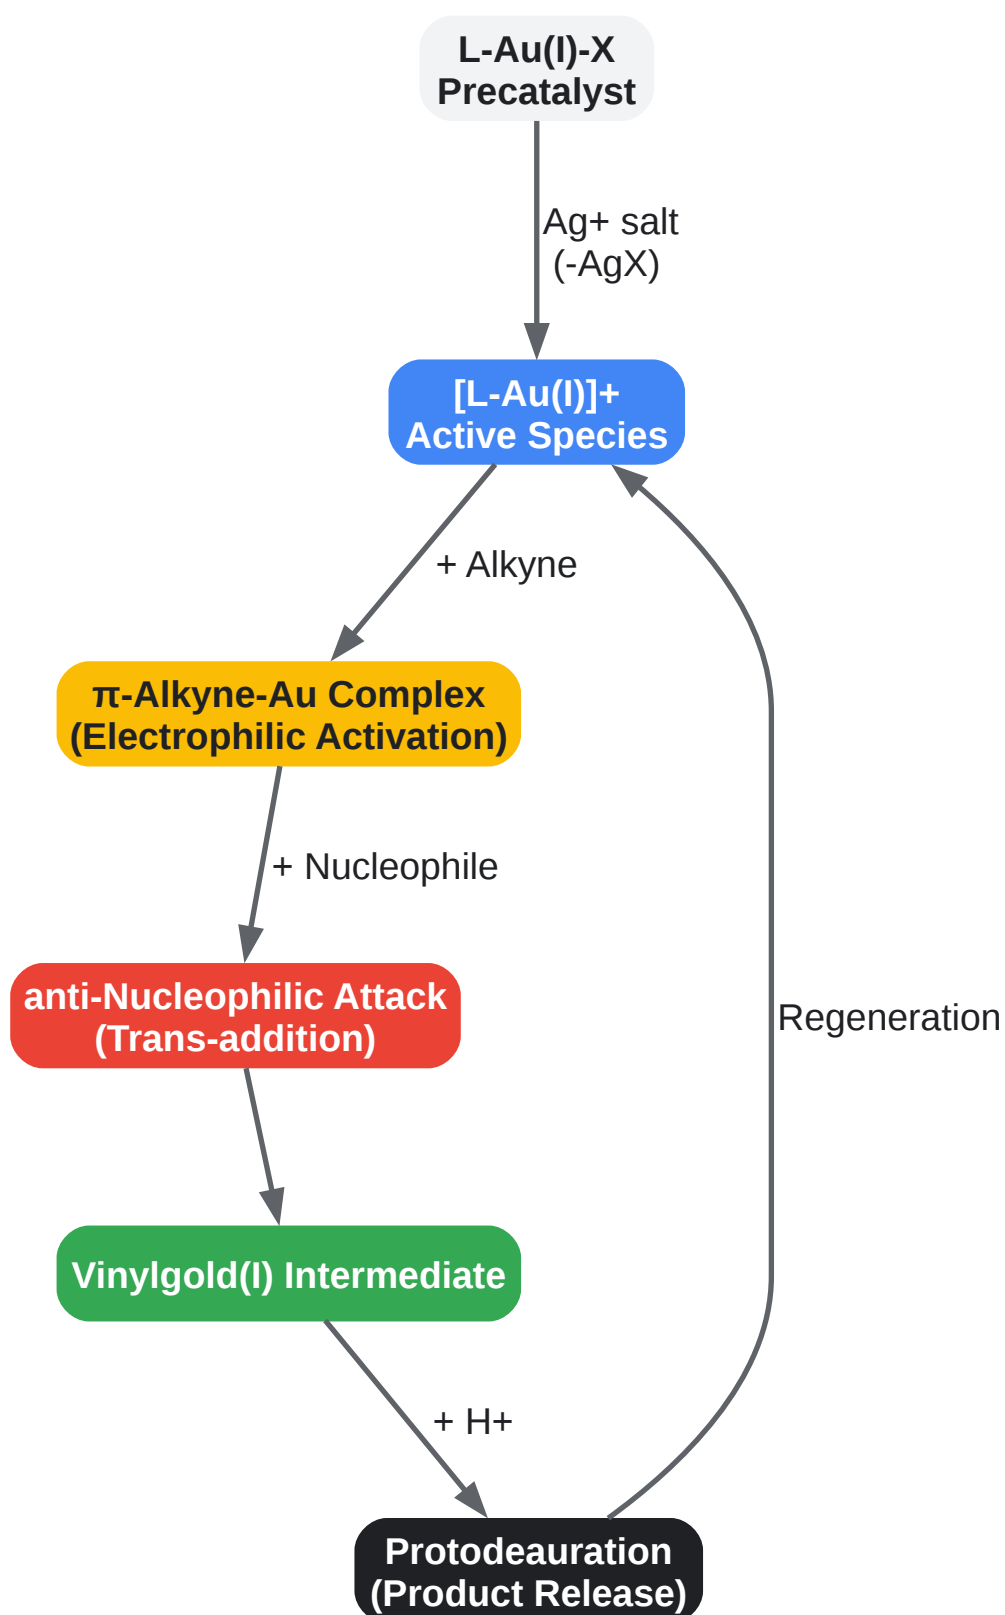 L-Au(I)-X
Precatalyst
Ag+ salt
(-AgX)
[L-Au(I)]+
Active Species
+ Alkyne
π-Alkyne-Au Complex
(Electrophilic Activation)
+ Nucleophile
anti-Nucleophilic Attack
(Trans-addition)
Regeneration
Vinylgold(I) Intermediate
+ H+
Protodeauration
(Product Release)